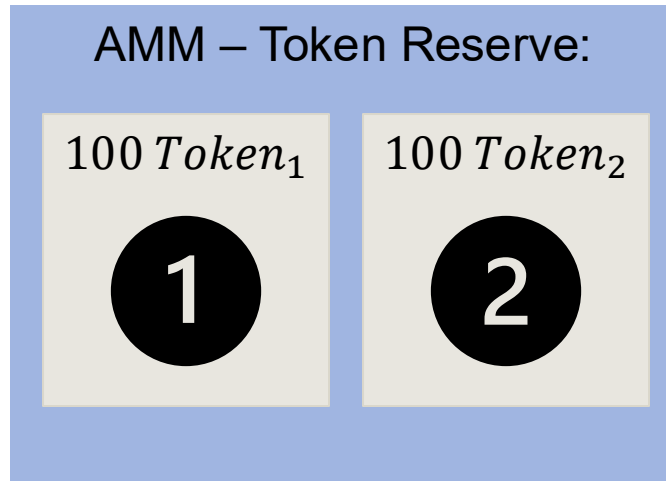 AMM – Token Reserve:
100 Token₁ 100 Token₂
1 2